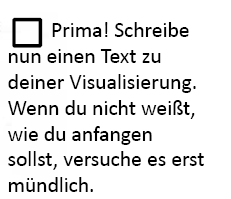 Prima! Schreibe
nun einen Text zu
deiner Visualisierung.
Wenn du nicht weißt,
wie du anfangen
sollst, versuche es erst
mündlich.